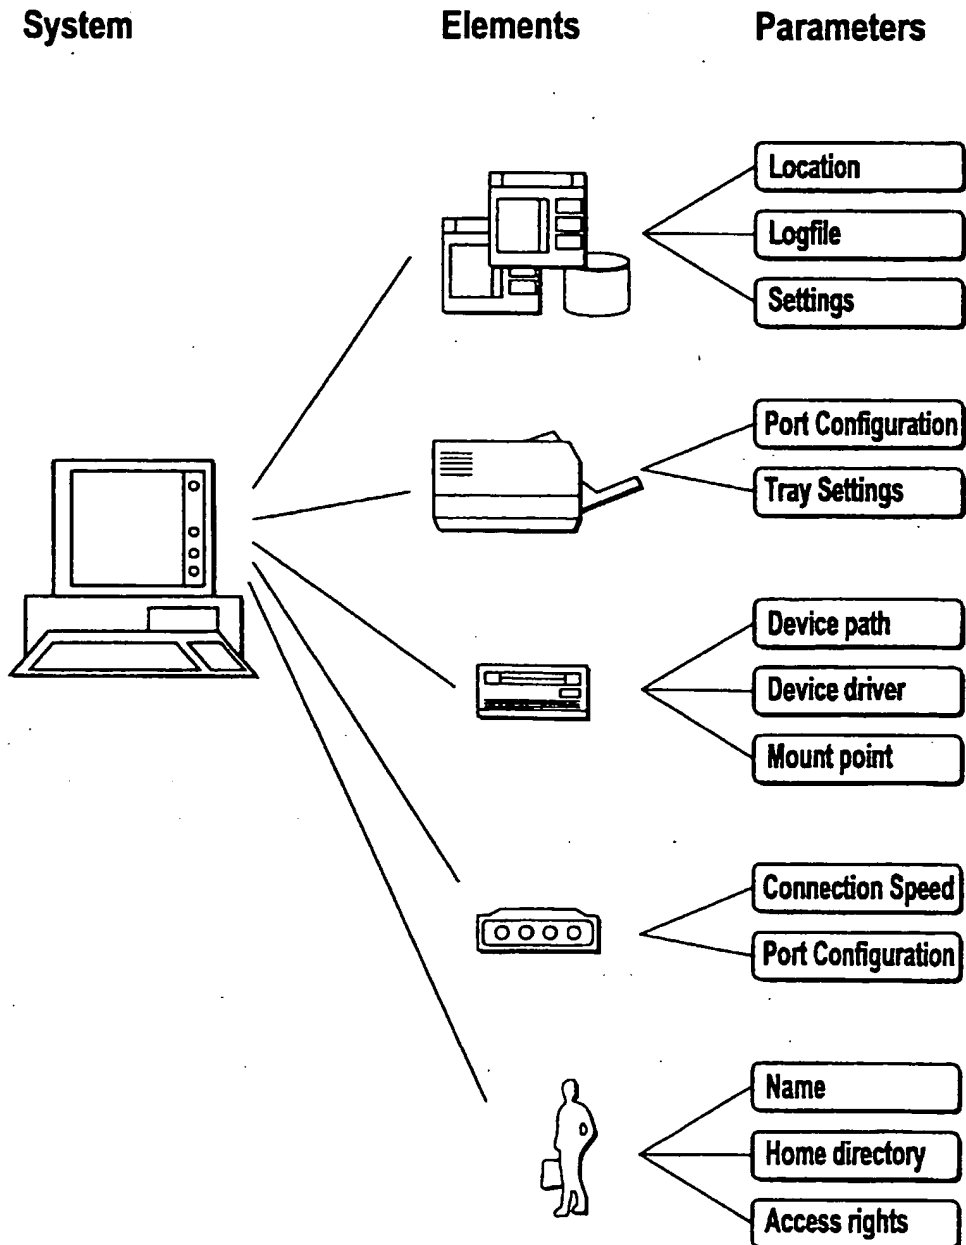 System Elements Parameters
Location
Logfile
Settings
Port Configuration
Tray Settings
Device path
Device driver
Mount point
Connection Speed
Port Configuration
Name
Home directory
Access rights